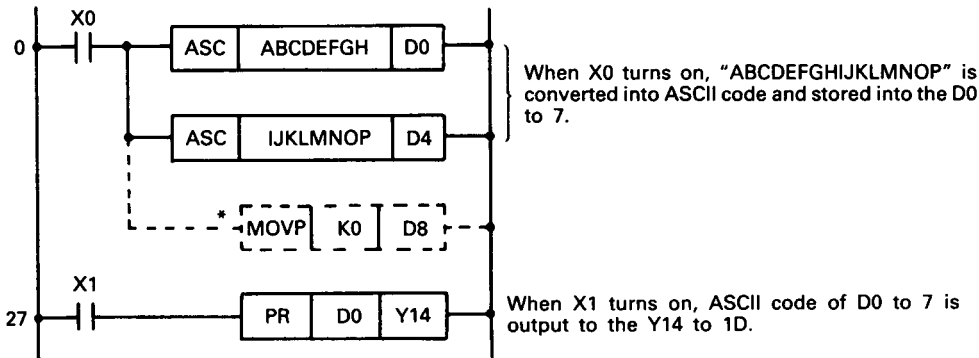 X0
0 ASC ABCDEFGH D0
When X0 turns on, "ABCDEFGHIJKLMNOP" is
converted into ASCII code and stored into the D0
to 7.
ASC IJKLMNOP D4
* MOVP K0 D8
X1
27 PR D0 Y14
When X1 turns on, ASCII code of D0 to 7 is
output to the Y14 to 1D.